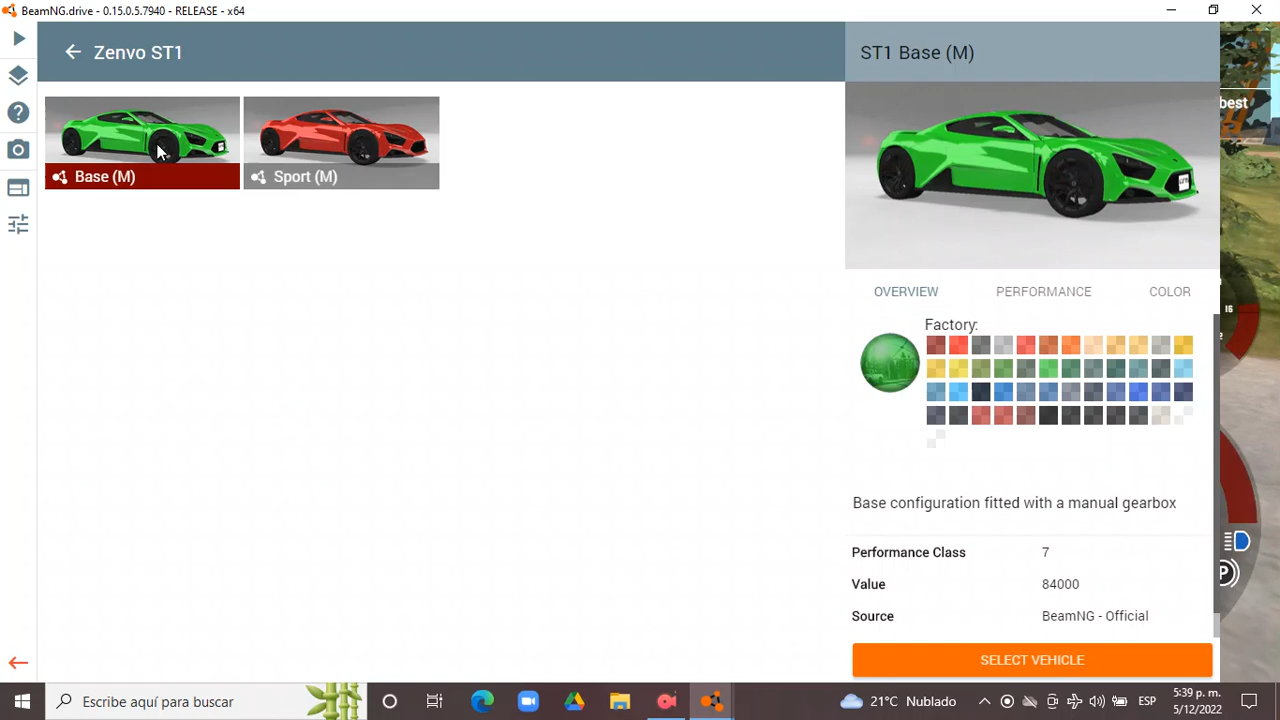 BeamNG.drive - 0.15.0.5.7940 - RELEASE - x64
Zenvo ST1
ST1 Base (M)
best
Base (M)
Sport (M)
OVERVIEW PERFORMANCE COLOR
Factory:
Base configuration fitted with a manual gearbox
Performance Class 7
Value 84000
Source BeamNG - Official
SELECT VEHICLE
Escribe aquí para buscar
21°C Nublado
ESP
5:39 p. m.
5/12/2022